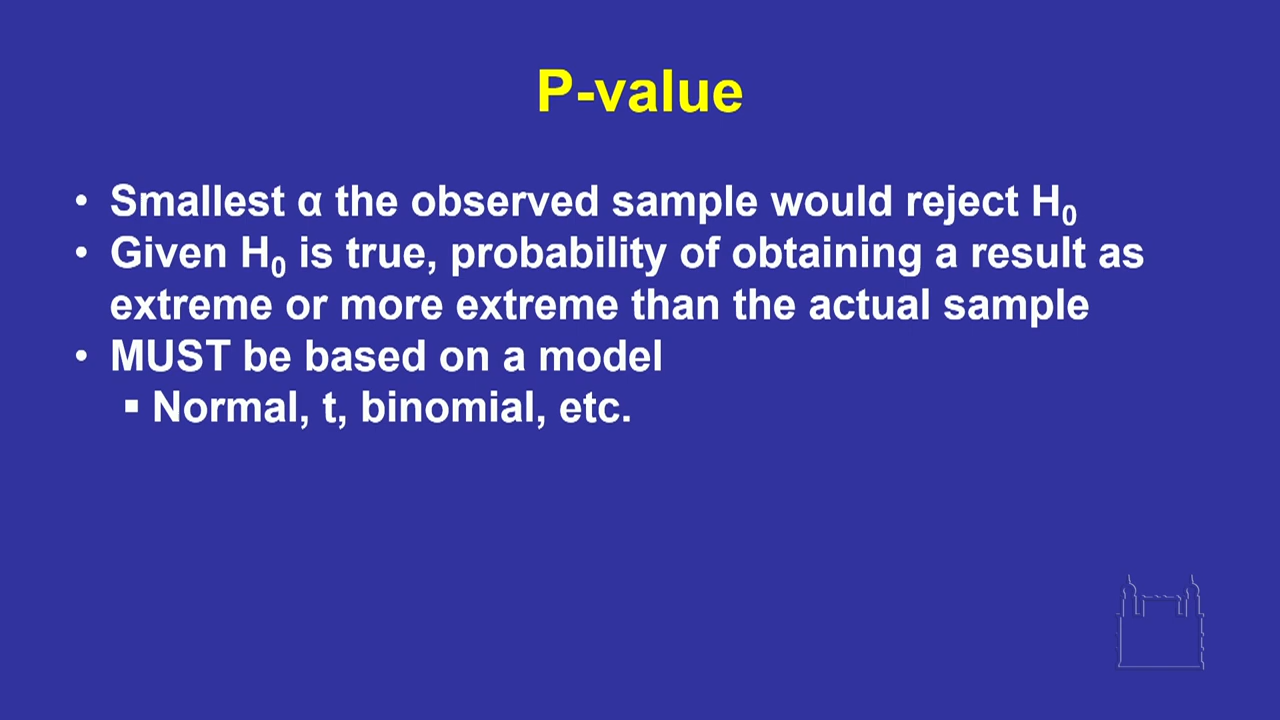 P-value
• Smallest α the observed sample would reject H₀
• Given H₀ is true, probability of obtaining a result as
extreme or more extreme than the actual sample
• MUST be based on a model
▪ Normal, t, binomial, etc.